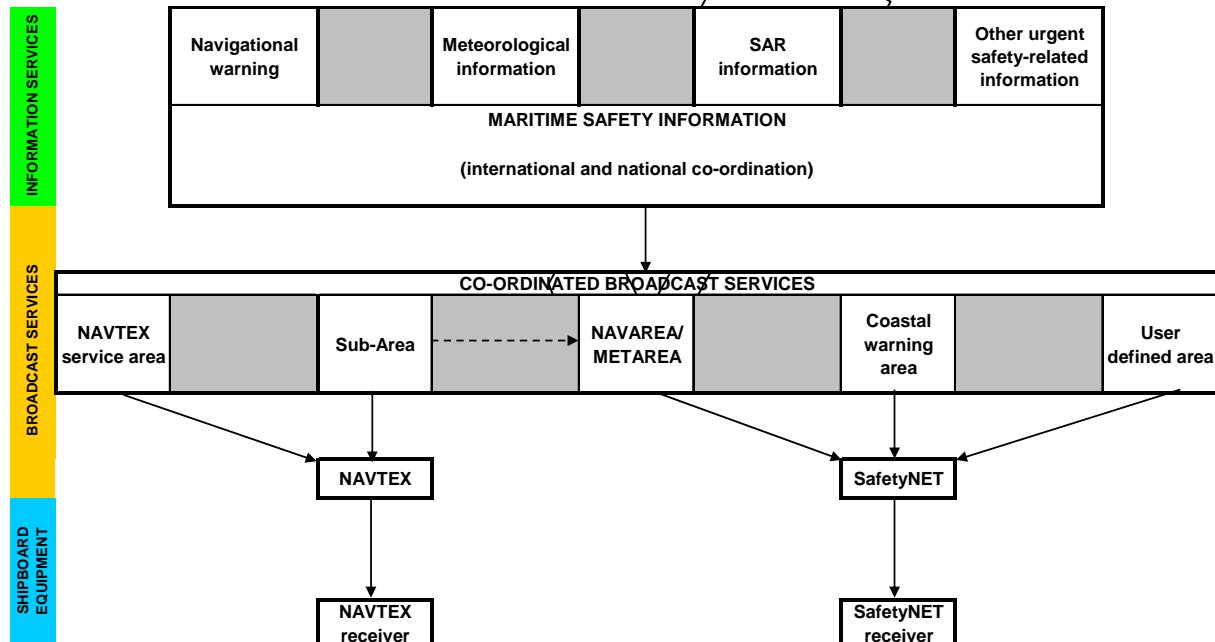 INFORMATION SERVICES
Navigational
warning
Meteorological
information
SAR
information
Other urgent
safety-related
information
MARITIME SAFETY INFORMATION
(international and national co-ordination)
BROADCAST SERVICES
CO-ORDINATED BROADCAST SERVICES
NAVTEX
service area
Sub-Area
NAVAREA/
METAREA
Coastal
warning
area
User
defined area
NAVTEX
SafetyNET
SHIPBOARD
EQUIPMENT
NAVTEX
receiver
SafetyNET
receiver